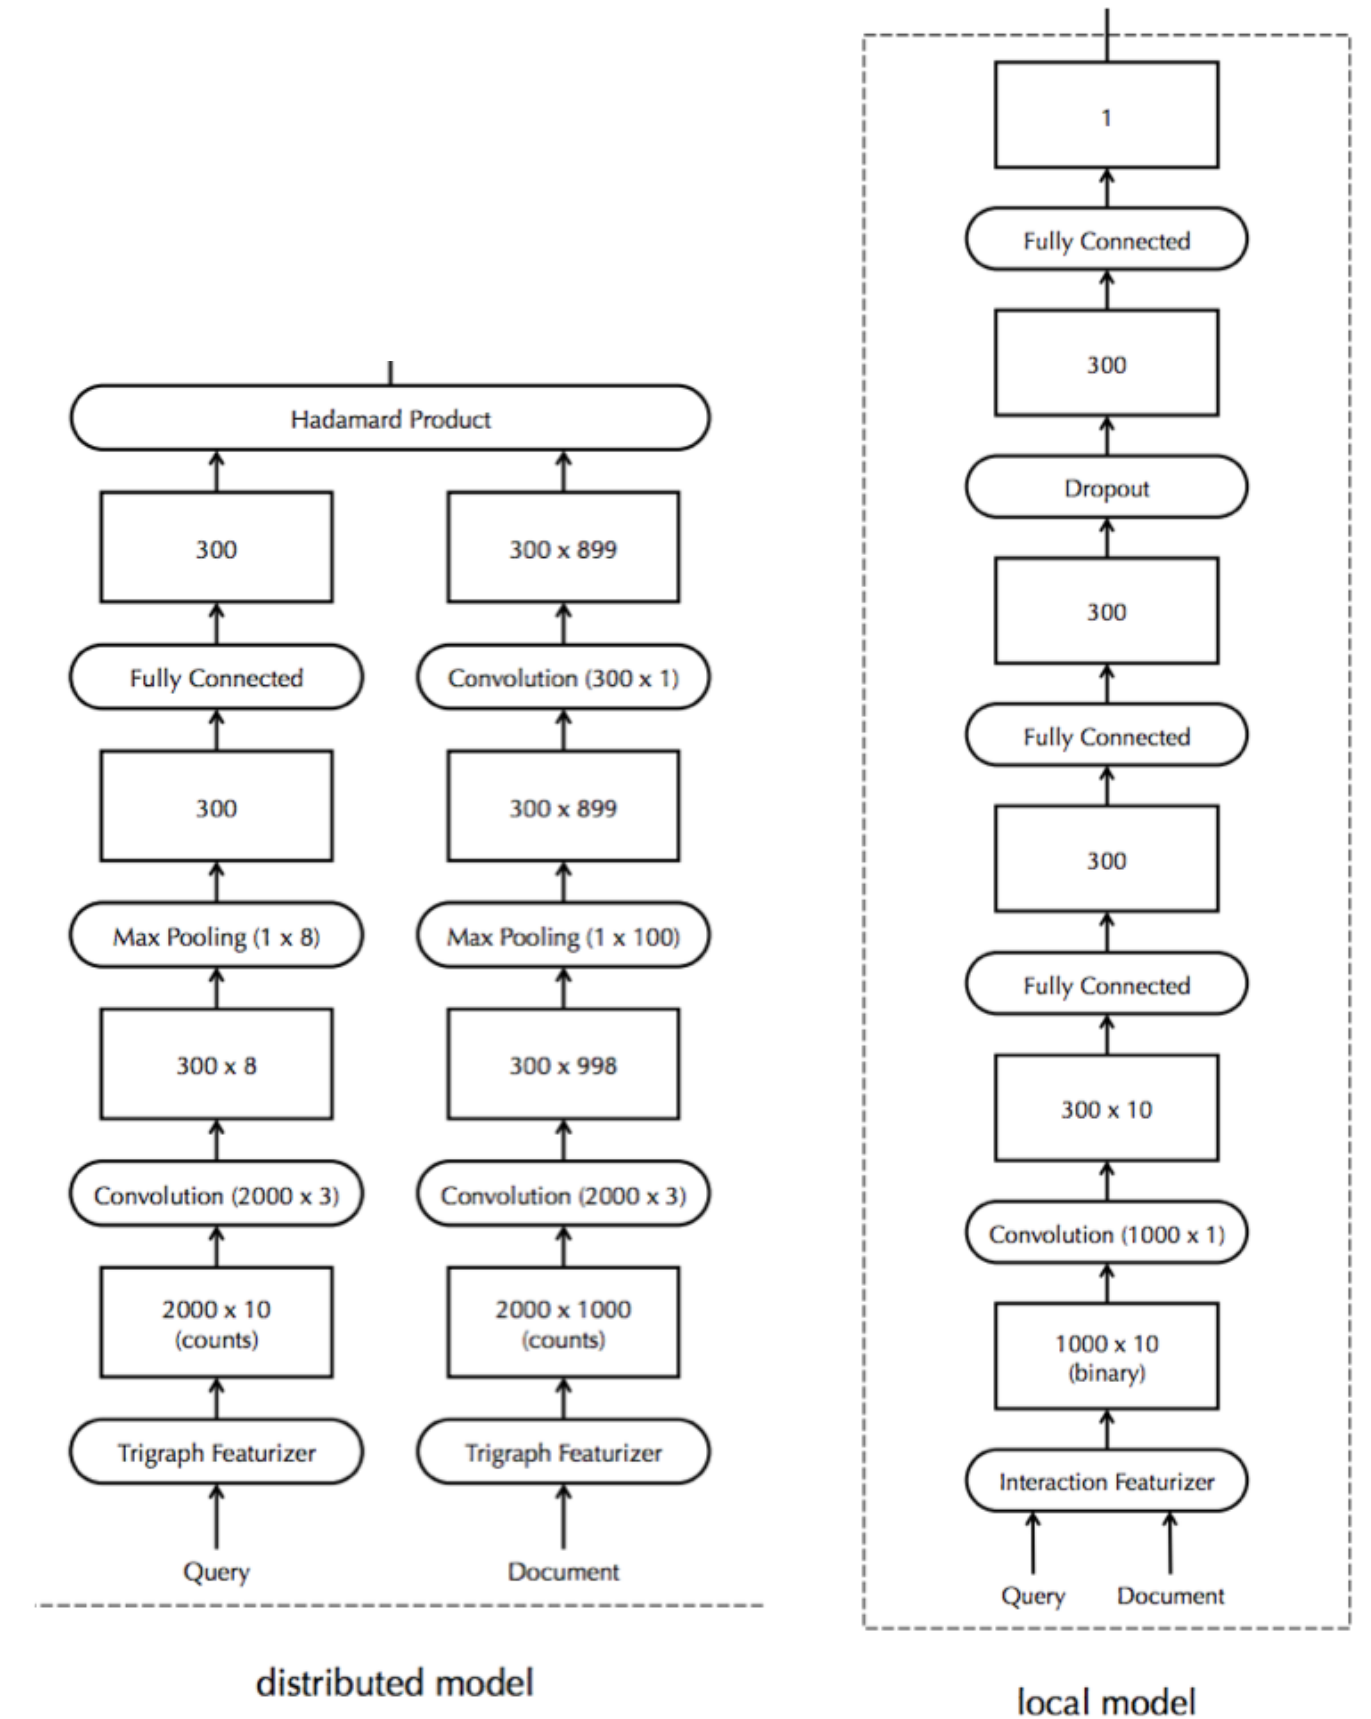 Hadamard Product
300
300 x 899
Fully Connected
Convolution (300 x 1)
300
300 x 899
Max Pooling (1 x 8)
Max Pooling (1 x 100)
300 x 8
300 x 998
Convolution (2000 x 3)
Convolution (2000 x 3)
2000 x 10
(counts)
2000 x 1000
(counts)
Trigraph Featurizer
Trigraph Featurizer
Query
Document
distributed model
1
Fully Connected
300
Dropout
300
Fully Connected
300
Fully Connected
300 x 10
Convolution (1000 x 1)
1000 x 10
(binary)
Interaction Featurizer
Query
Document
local model